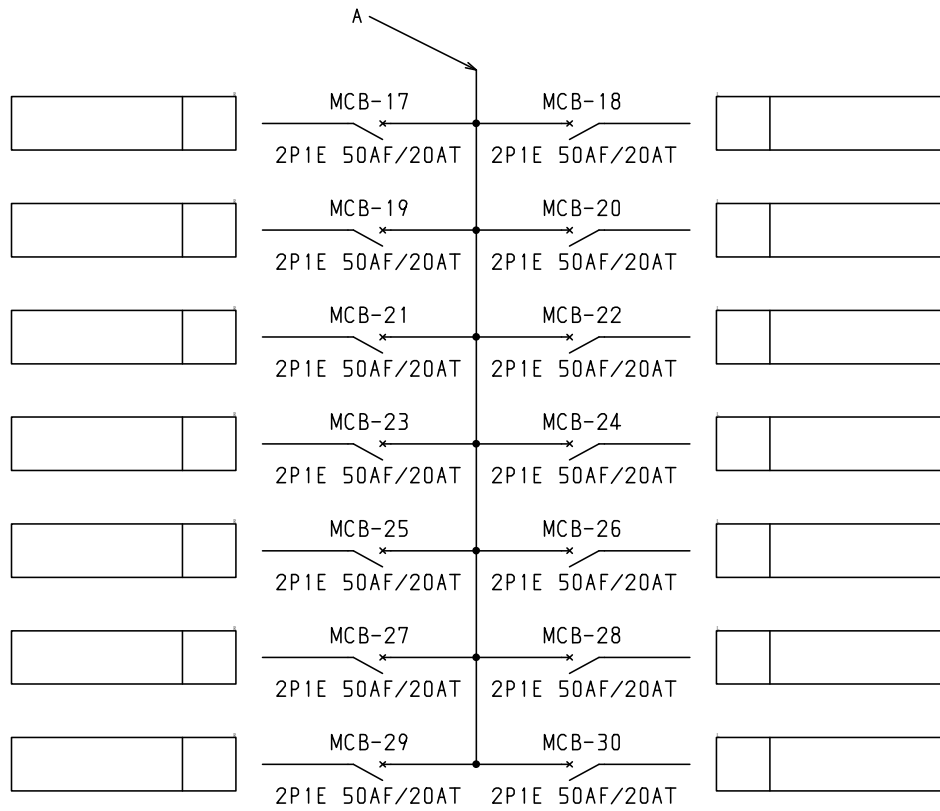 A
MCB-17 MCB-18
2P1E 50AF/20AT 2P1E 50AF/20AT
MCB-19 MCB-20
2P1E 50AF/20AT 2P1E 50AF/20AT
MCB-21 MCB-22
2P1E 50AF/20AT 2P1E 50AF/20AT
MCB-23 MCB-24
2P1E 50AF/20AT 2P1E 50AF/20AT
MCB-25 MCB-26
2P1E 50AF/20AT 2P1E 50AF/20AT
MCB-27 MCB-28
2P1E 50AF/20AT 2P1E 50AF/20AT
MCB-29 MCB-30
2P1E 50AF/20AT 2P1E 50AF/20AT